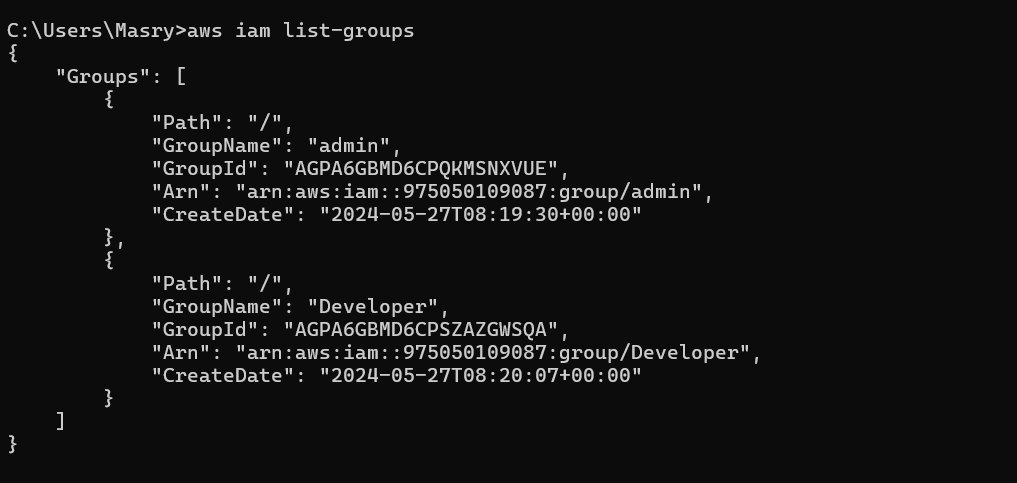 C:\Users\Masry>aws iam list-groups
{
    "Groups": [
        {
            "Path": "/",
            "GroupName": "admin",
            "GroupId": "AGPA6GBMD6CPQKMSNXVUE",
            "Arn": "arn:aws:iam::975050109087:group/admin",
            "CreateDate": "2024-05-27T08:19:30+00:00"
        },
        {
            "Path": "/",
            "GroupName": "Developer",
            "GroupId": "AGPA6GBMD6CPSZAZGWSQA",
            "Arn": "arn:aws:iam::975050109087:group/Developer",
            "CreateDate": "2024-05-27T08:20:07+00:00"
        }
    ]
}